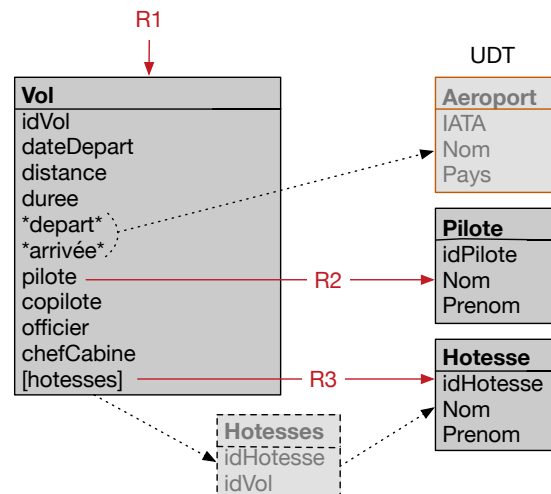 R1
UDT
Vol
idVol
dateDepart
distance
duree
*depart*
*arrivée*
pilote
copilote
officier
chefCabine
[hotesses]
Aeroport
IATA
Nom
Pays
R2
Pilote
idPilote
Nom
Prenom
R3
Hotesse
idHotesse
Nom
Prenom
Hotesses
idHotesse
idVol